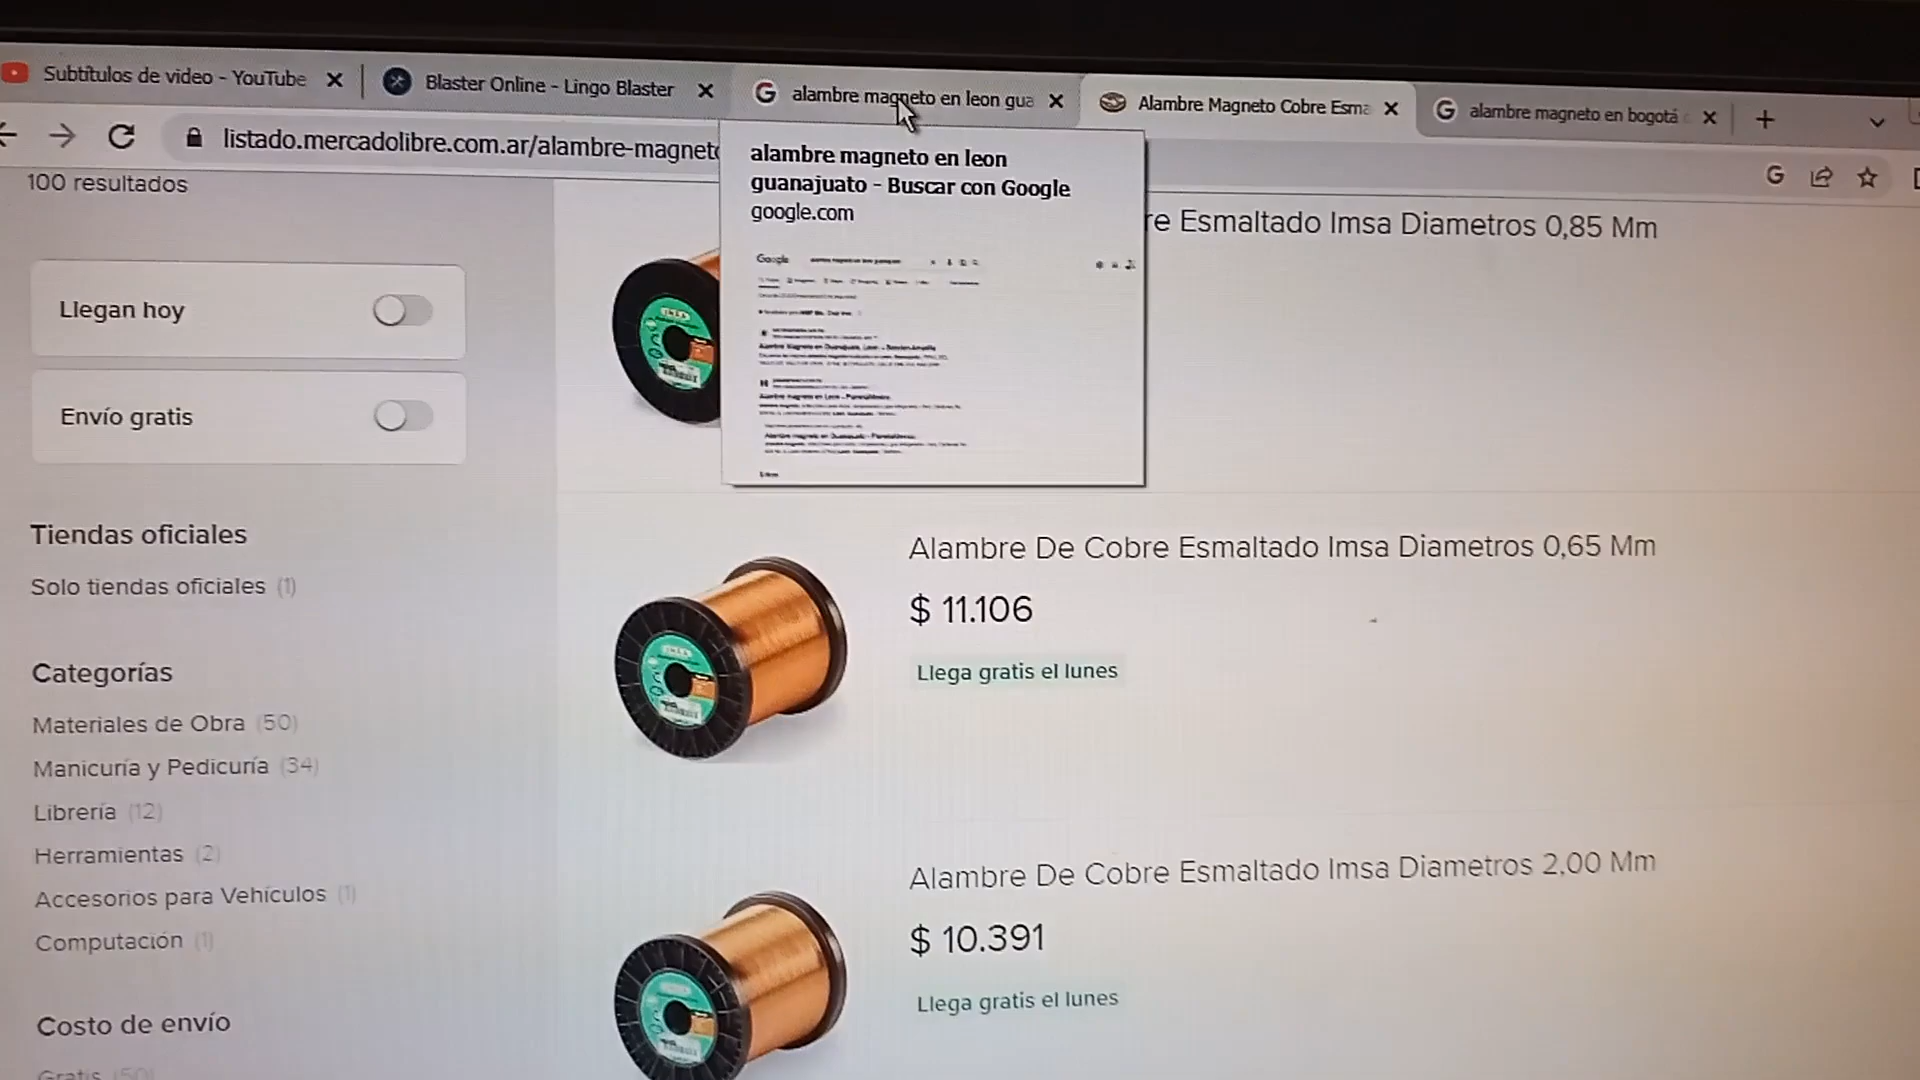 Subtítulos de video - YouTube
Blaster Online - Lingo Blaster
alambre magneto en leon gua
Alambre Magneto Cobre Esma
alambre magneto en bogotá
listado.mercadolibre.com.ar/alambre-magneto
alambre magneto en leon
guanajuato - Buscar con Google
google.com
Google
100 resultados
Llegan hoy
Envío gratis
Tiendas oficiales
Solo tiendas oficiales (1)
Categorías
Materiales de Obra (50)
Manicuría y Pedicuría (34)
Librería (12)
Herramientas (2)
Accesorios para Vehículos (1)
Computación (1)
Costo de envío
Gratis (50)
re Esmaltado Imsa Diametros 0,85 Mm
Alambre De Cobre Esmaltado Imsa Diametros 0,65 Mm
$ 11.106
Llega gratis el lunes
Alambre De Cobre Esmaltado Imsa Diametros 2,00 Mm
$ 10.391
Llega gratis el lunes